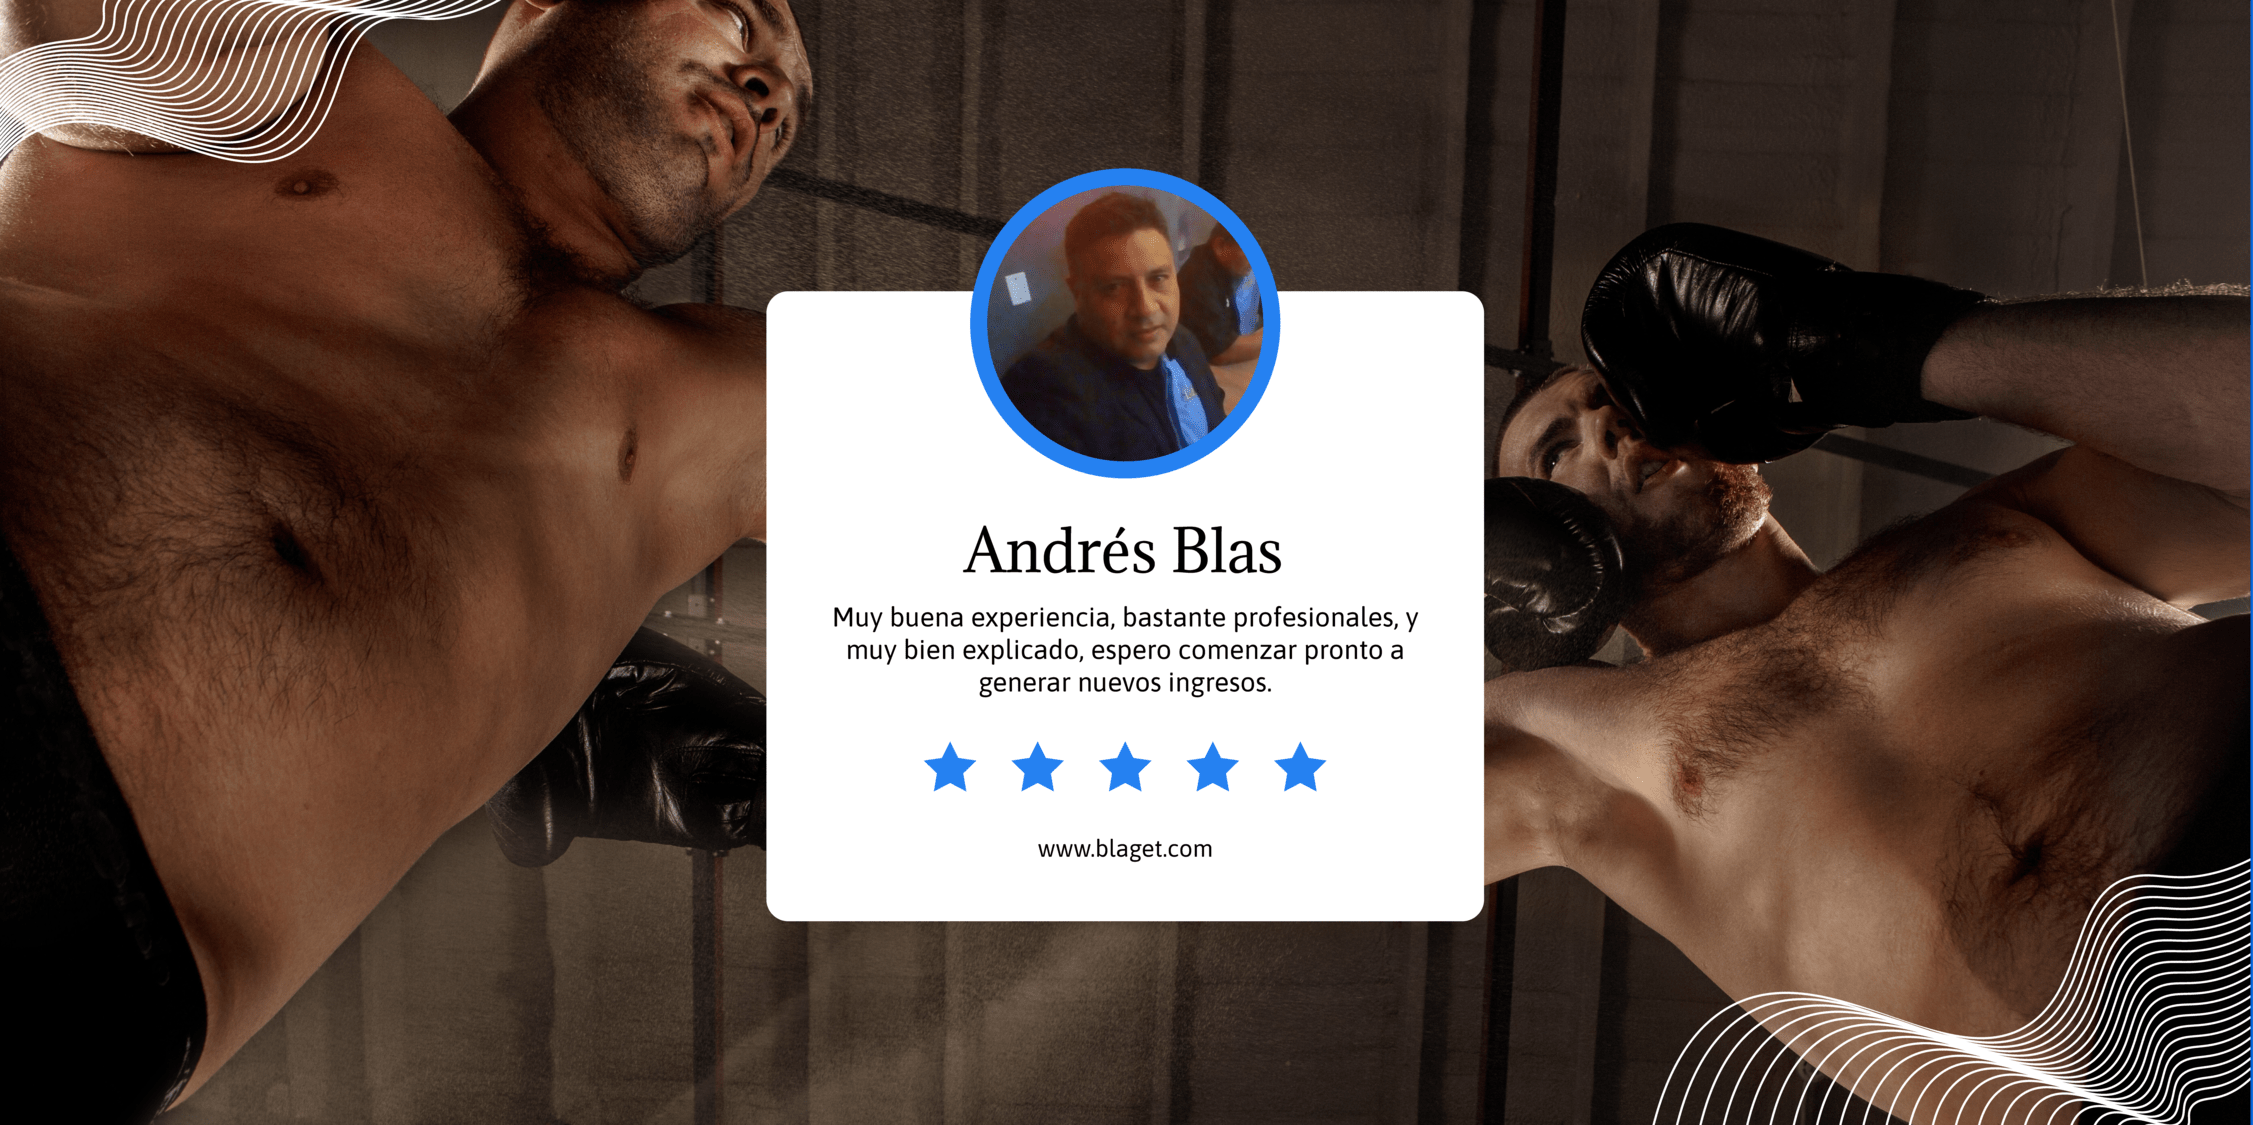 Andrés Blas
Muy buena experiencia, bastante profesionales, y
muy bien explicado, espero comenzar pronto a
generar nuevos ingresos.
www.blaget.com